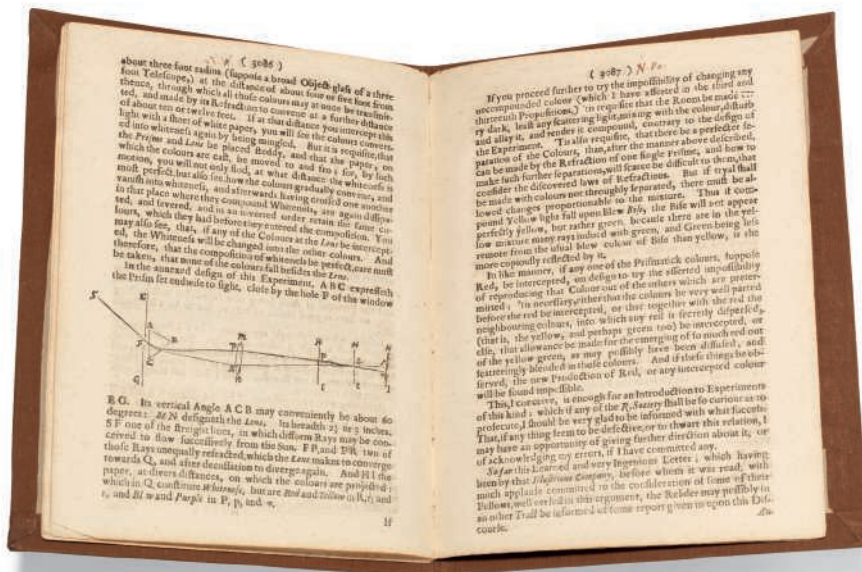 ( 3086 )
about three foot radius (suppose a broad Object-glass of a three
foot Telescope,) at the distance of about four or five foot from
thence, through which all those colours may at once be transmit-
ted, and made by its Refraction to convene at a further distance
of about ten or twelve feet. If at that distance you intercept this
light with a sheet of white paper, you will see the colours convert-
ed into whiteness again by being mingled. But it is requisite, that
the Prisme and Lens be placed steddy, and that the paper, on
which the colours are cast, be moved to and fro; for, by such
motion, you will not only find, at what distance the whiteness is
most perfect, but also see, how the colours gradually convene, and
vanish into whiteness, and afterwards having crossed one another
in that place where they compound Whiteness, are again dissipa-
ted, and severed, and in an inverted order retain the same co-
lours, which they had before they entered the composition. You
may also see, that, if any of the Colours at the Lens be intercept-
ed, the Whiteness will be changed into the other colours. And
therefore, that the composition of whiteness be perfect, care must
be taken, that none of the colours fall besides the Lens.
In the annexed design of this Experiment, A B C expresseth
the Prism set endwise to sight, close by the hole F of the window
E G. Its vertical Angle A C B may conveniently be about 60
degrees: M N designeth the Lens. Its breadth 2½ or 3 inches.
S F one of the streight lines, in which difform Rays may be con-
ceived to flow successively from the Sun. F P, and F R two of
those Rays unequally refracted, which the Lens makes to converge
towards Q, and after decussation to diverge again. And H I the
paper, at divers distances, on which the colours are projected:
which in Q constitute Whiteness, but are Red and Yellow in R, r, and
ρ, and Blew and Purple in P, p, and π.
If
( 3087 )
If you proceed further to try the impossibility of changing any
uncompounded colour (which I have asserted in the third and
thirteenth Propositions,) 'tis requisite that the Room be made
ry dark, least any scattering light, mixing with the colour, disturb
and allay it, and render it compound, contrary to the design of
the Experiment. 'Tis also requisite, that there be a perfecter se-
paration of the Colours, than, after the manner above described,
can be made by the Refraction of one single Prisme, and how to
make such further separations, will scarce be difficult to them, that
consider the discovered laws of Refractions. But if tryal shall
be made with colours not throughly separated, there must be al-
lowed changes proportionable to the mixture. Thus if com-
pound Yellow light fall upon Blew Bise, the Bise will not appear
perfectly yellow, but rather green, because there are in the yel-
low mixture many rays indued with green, and Green being less
remote from the usual blew colour of Bise than yellow, is the
more copiously reflected by it.
In like manner, if any one of the Prismatick colours, suppose
Red, be intercepted, on design to try the asserted impossibility
of reproducing that Colour out of the others which are preter-
mitted; 'tis necessary, either that the colours be very well parted
before the red be intercepted, or that together with the red the
neighbouring colours, into which any red is secretly dispersed,
(that is, the yellow, and perhaps green too) be intercepted, or
else, that allowance be made for the emerging of so much red out
of the yellow green, as may possibly have been diffused, and
scatteringly blended in those colours. And if these things be ob-
served, the new Production of Red, or any intercepted colour
will be found impossible.
This, I conceive, is enough for an Introduction to Experiments
of this kind; which if any of the R. Society shall be so curious as to
prosecute, I should be very glad to be informed with what success:
That, if any thing seem to be defective, or to thwart this relation, I
may have an opportunity of giving further direction about it, or
of acknowledging my errors, if I have committed any.
So far this Learned and very Ingenious Letter; which having
been by that Illustrious Company, before whom it was read, with
much applause committed to the consideration of some of their
Fellows, well versed in this argument, the Reader may possibly in
an other Tract be informed of some report given in upon this Dis-
course.
An.